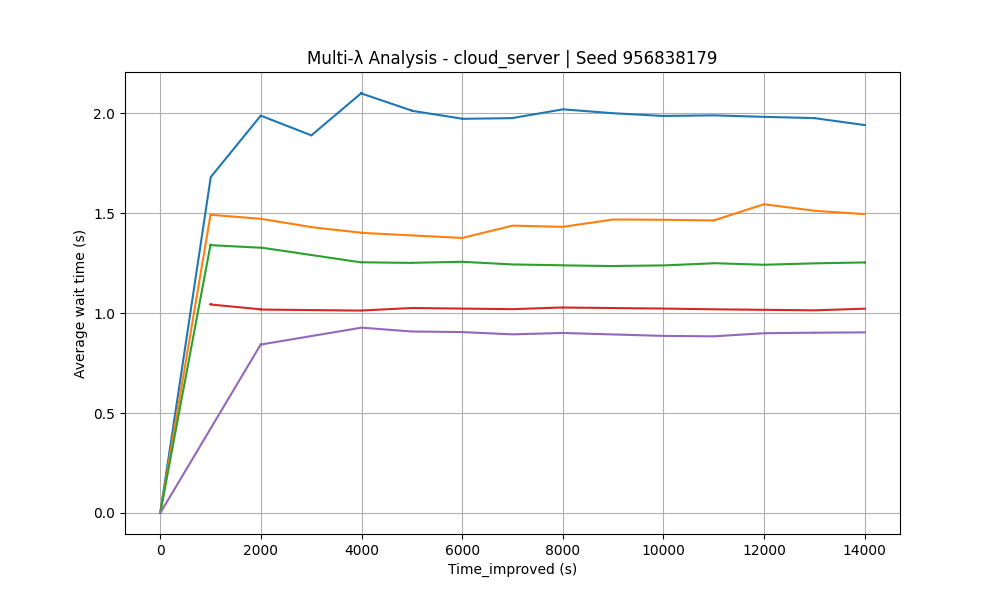 Multi-λ Analysis - cloud_server | Seed 956838179
Average wait time (s)
2.0
1.5
1.0
0.5
0.0
0 2000 4000 6000 8000 10000 12000 14000
Time_improved (s)